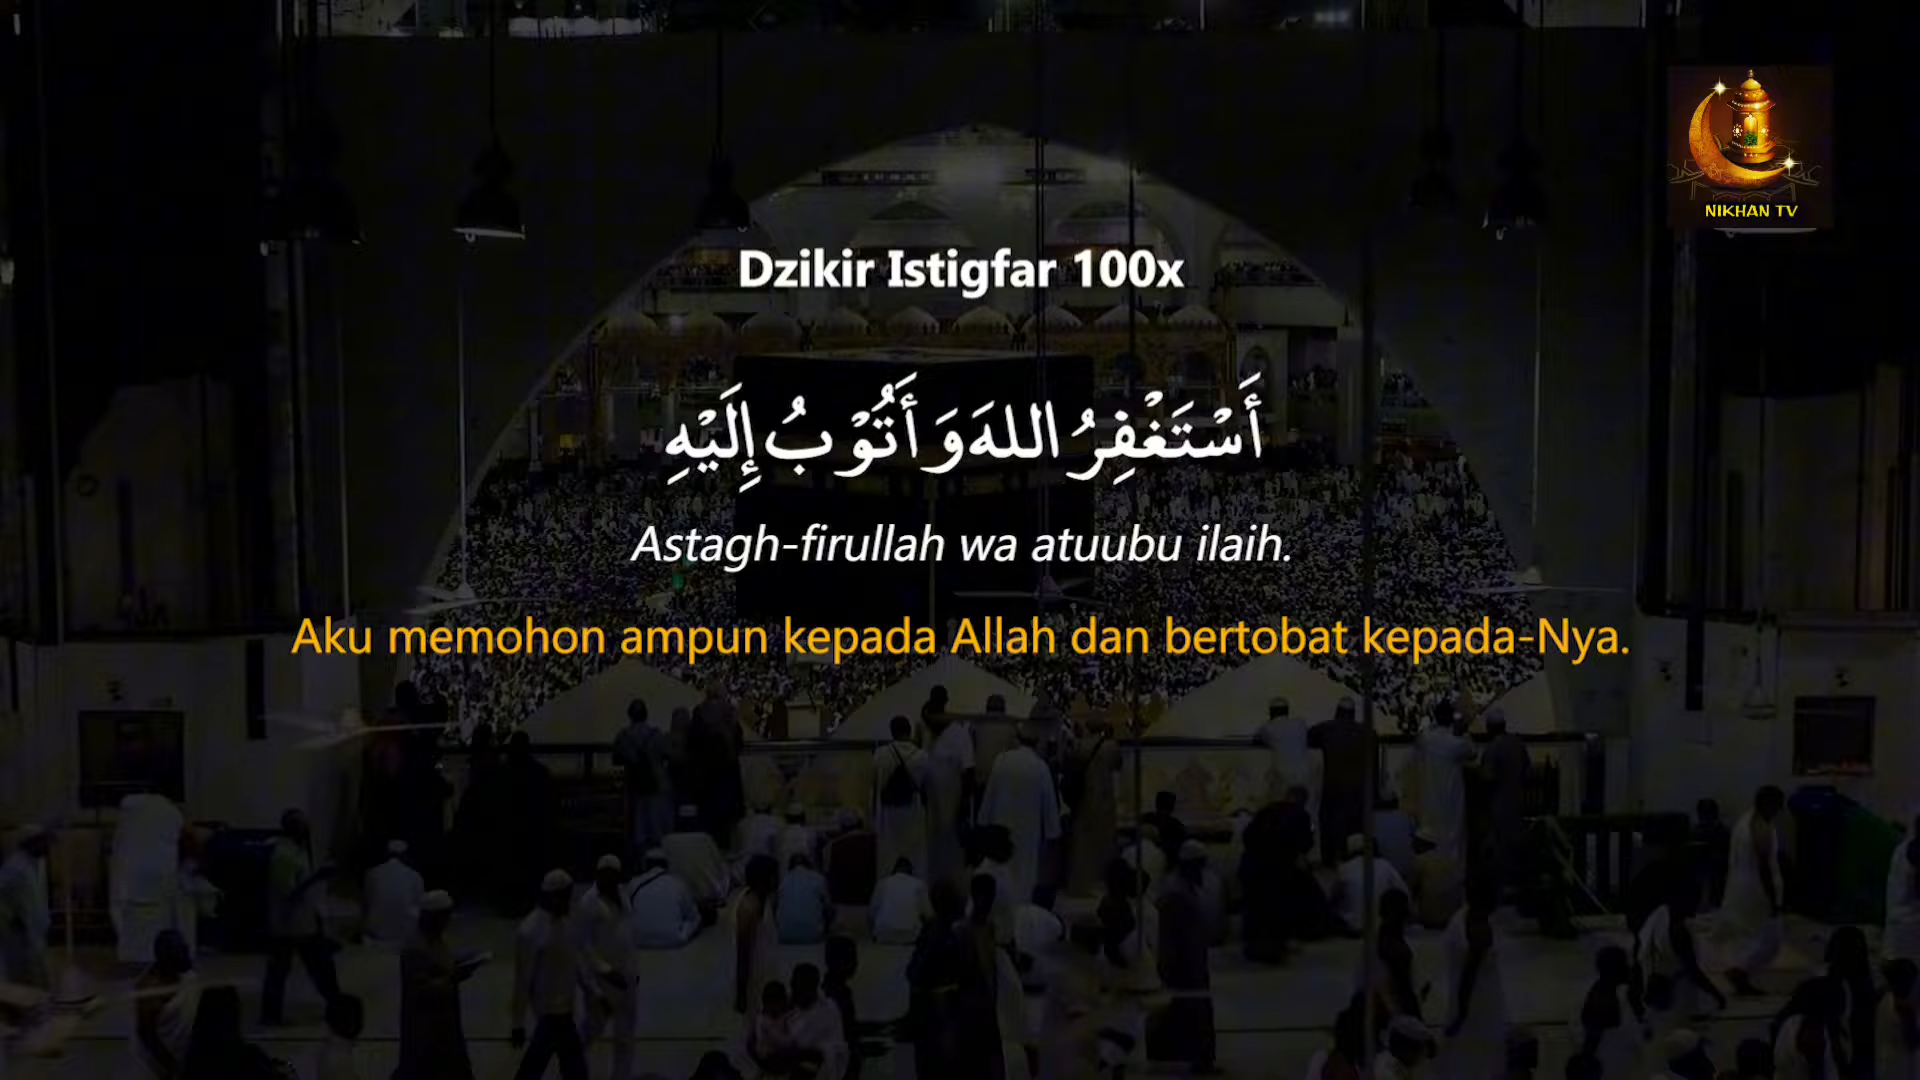 NIKHAN TV
Dzikir Istigfar 100x
أَسْتَغْفِرُ اللهَ وَ أَتُوْبُ إِلَيْهِ
Astagh-firullah wa atuubu ilaih.
Aku memohon ampun kepada Allah dan bertobat kepada-Nya.